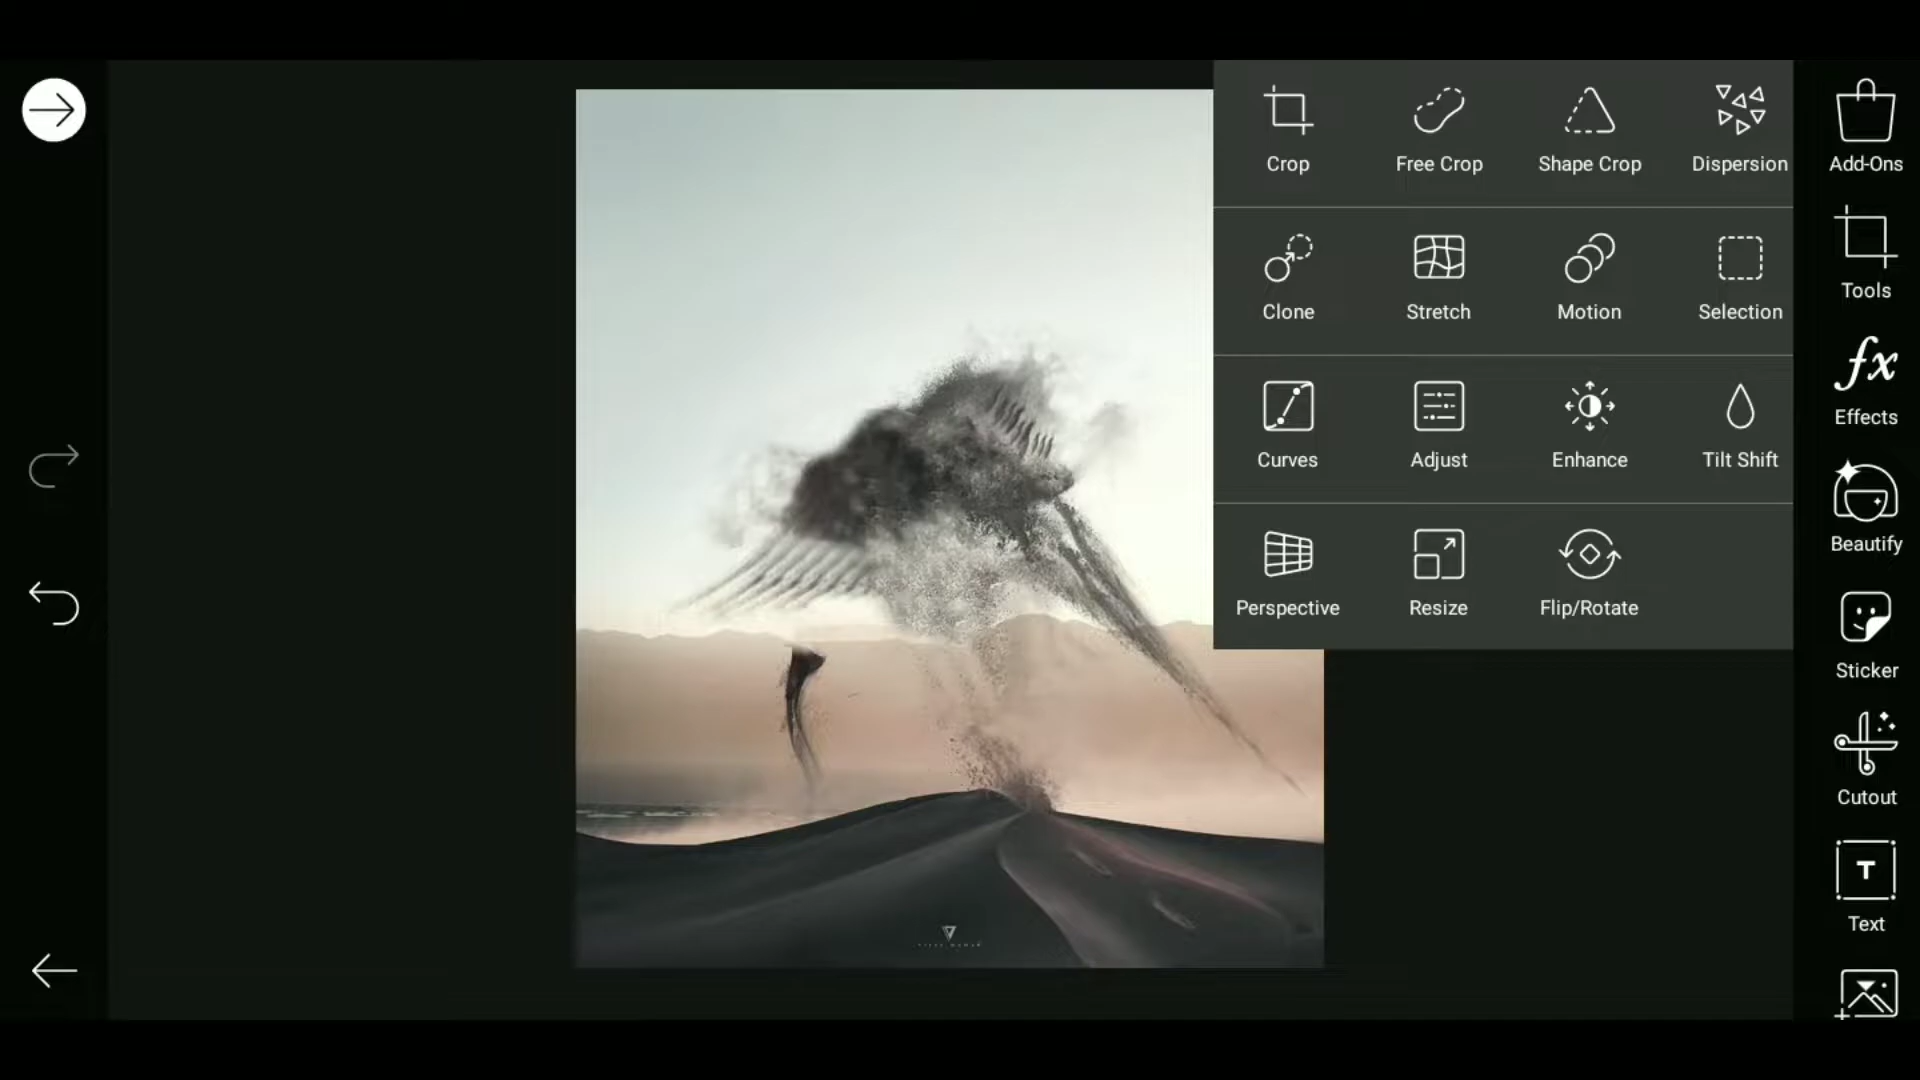 Crop
Free Crop
Shape Crop
Dispersion
Clone
Stretch
Motion
Selection
Curves
Adjust
Enhance
Tilt Shift
Perspective
Resize
Flip/Rotate
Add-Ons
Tools
fx
Effects
Beautify
Sticker
Cutout
T
Text